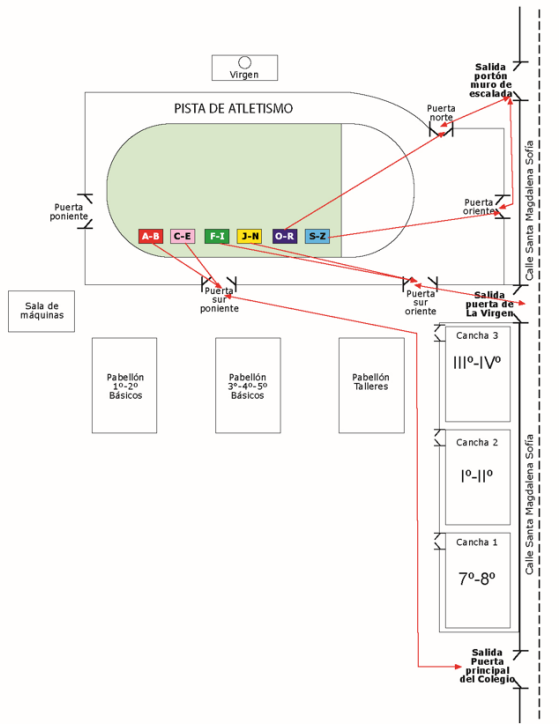 Virgen
PISTA DE ATLETISMO
Salida
portón
muro de
escalada
Puerta
norte
Calle Santa Magdalena Sofía
Puerta
poniente
Puerta
oriente
A-B
C-E
F-I
J-N
O-R
S-Z
Puerta
sur
poniente
Puerta
sur
oriente
Salida
puerta de
La Virgen
Sala de
máquinas
Pabellón
1º-2º
Básicos
Pabellón
3°-4º-5º
Básicos
Pabellón
Talleres
Cancha 3
IIIº-IVº
Cancha 2
Iº-IIº
Calle Santa Magdalena Sofía
Cancha 1
7º-8º
Salida
Puerta
principal
del Colegio